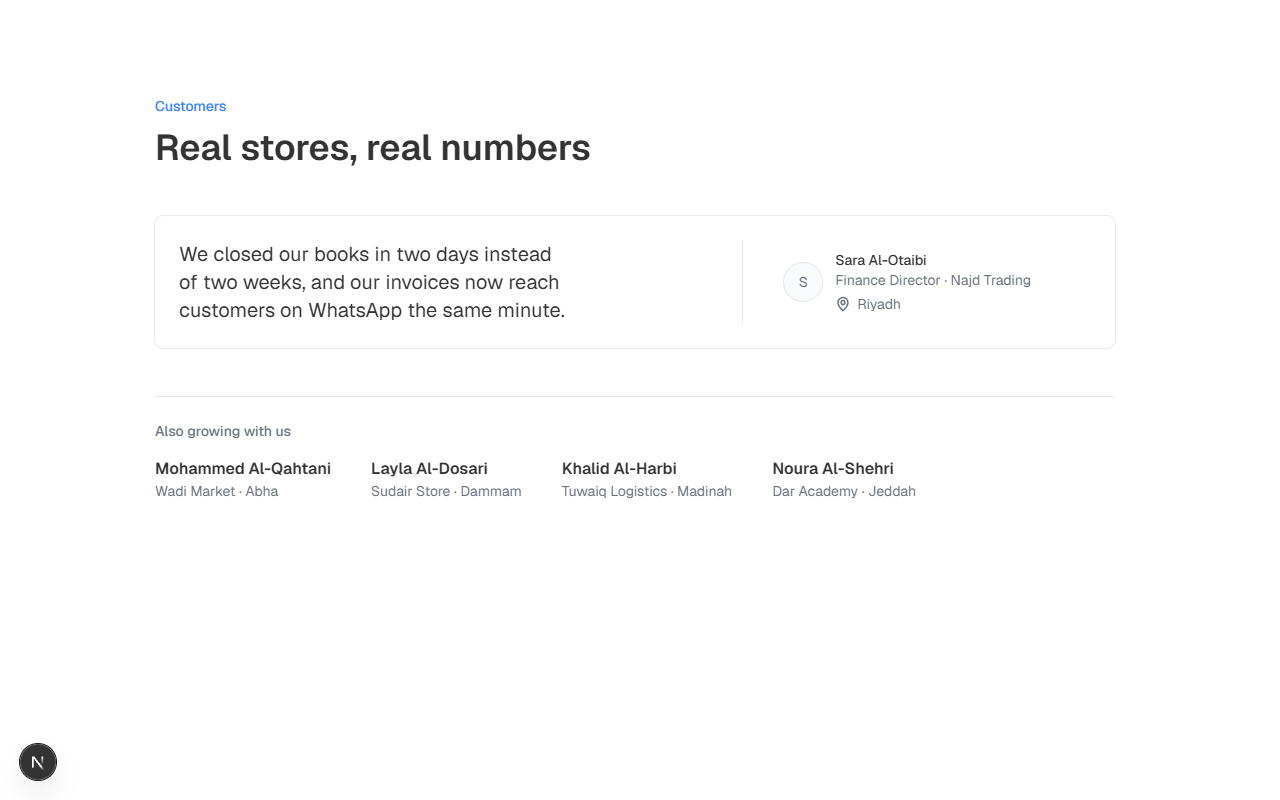 Customers
Real stores, real numbers
We closed our books in two days instead
of two weeks, and our invoices now reach
customers on WhatsApp the same minute.
S
Sara Al-Otaibi
Finance Director · Najd Trading
Riyadh
Also growing with us
Mohammed Al-Qahtani
Wadi Market · Abha
Layla Al-Dosari
Sudair Store · Dammam
Khalid Al-Harbi
Tuwaiq Logistics · Madinah
Noura Al-Shehri
Dar Academy · Jeddah
N